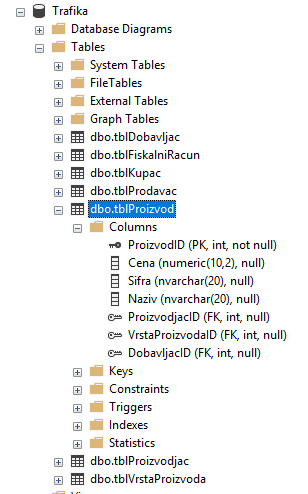 Trafika
Database Diagrams
Tables
System Tables
FileTables
External Tables
Graph Tables
dbo.tblDobavljac
dbo.tblFiskalniRacun
dbo.tblKupac
dbo.tblProdavac
dbo.tblProizvod
Columns
ProizvodID (PK, int, not null)
Cena (numeric(10,2), null)
Sifra (nvarchar(20), null)
Naziv (nvarchar(20), null)
ProizvodjacID (FK, int, null)
VrstaProizvodaID (FK, int, null)
DobavljacID (FK, int, null)
Keys
Constraints
Triggers
Indexes
Statistics
dbo.tblProizvodjac
dbo.tblVrstaProizvoda